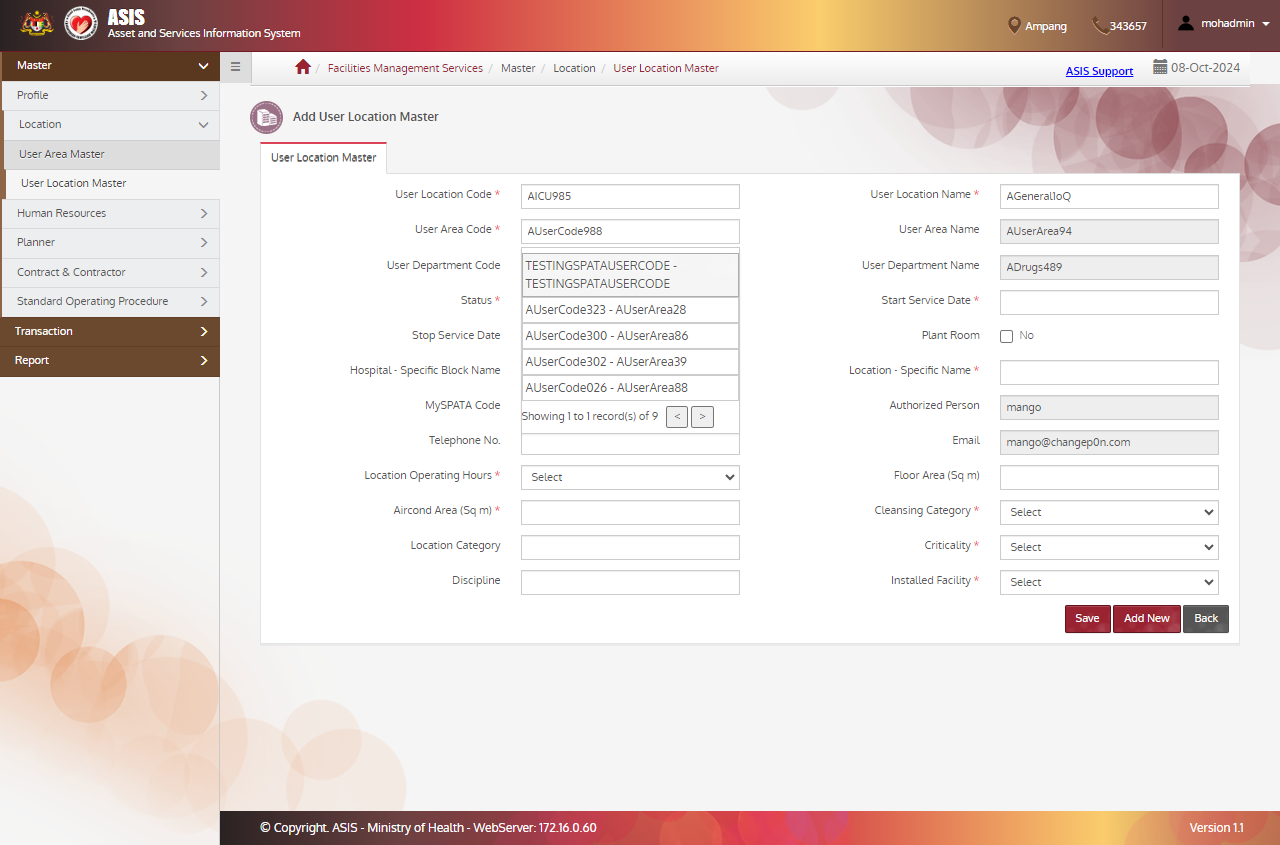 ASIS
Asset and Services Information System
Ampang
343657
mohadmin
Master
Profile
Location
User Area Master
User Location Master
Human Resources
Planner
Contract & Contractor
Standard Operating Procedure
Transaction
Report
/ Facilities Management Services / Master / Location / User Location Master
ASIS Support
08-Oct-2024
Add User Location Master
User Location Master
User Location Code * AICU985
User Location Name * AGeneral1oQ
User Area Code * AUserCode988
User Area Name AUserArea94
User Department Code
TESTINGSPATAUSERCODE -
TESTINGSPATAUSERCODE
User Department Name ADrugs489
Status *
AUserCode323 - AUserArea28
Start Service Date *
Stop Service Date
AUserCode300 - AUserArea86
Plant Room No
Hospital - Specific Block Name
AUserCode302 - AUserArea39
Location - Specific Name *
AUserCode026 - AUserArea88
MySPATA Code
Showing 1 to 1 record(s) of 9 < >
Authorized Person mango
Telephone No.
Email mango@changep0n.com
Location Operating Hours * Select
Floor Area (Sq m)
Aircond Area (Sq m) *
Cleansing Category * Select
Location Category
Criticality * Select
Discipline
Installed Facility * Select
Save Add New Back
© Copyright. ASIS - Ministry of Health - WebServer: 172.16.0.60
Version 1.1